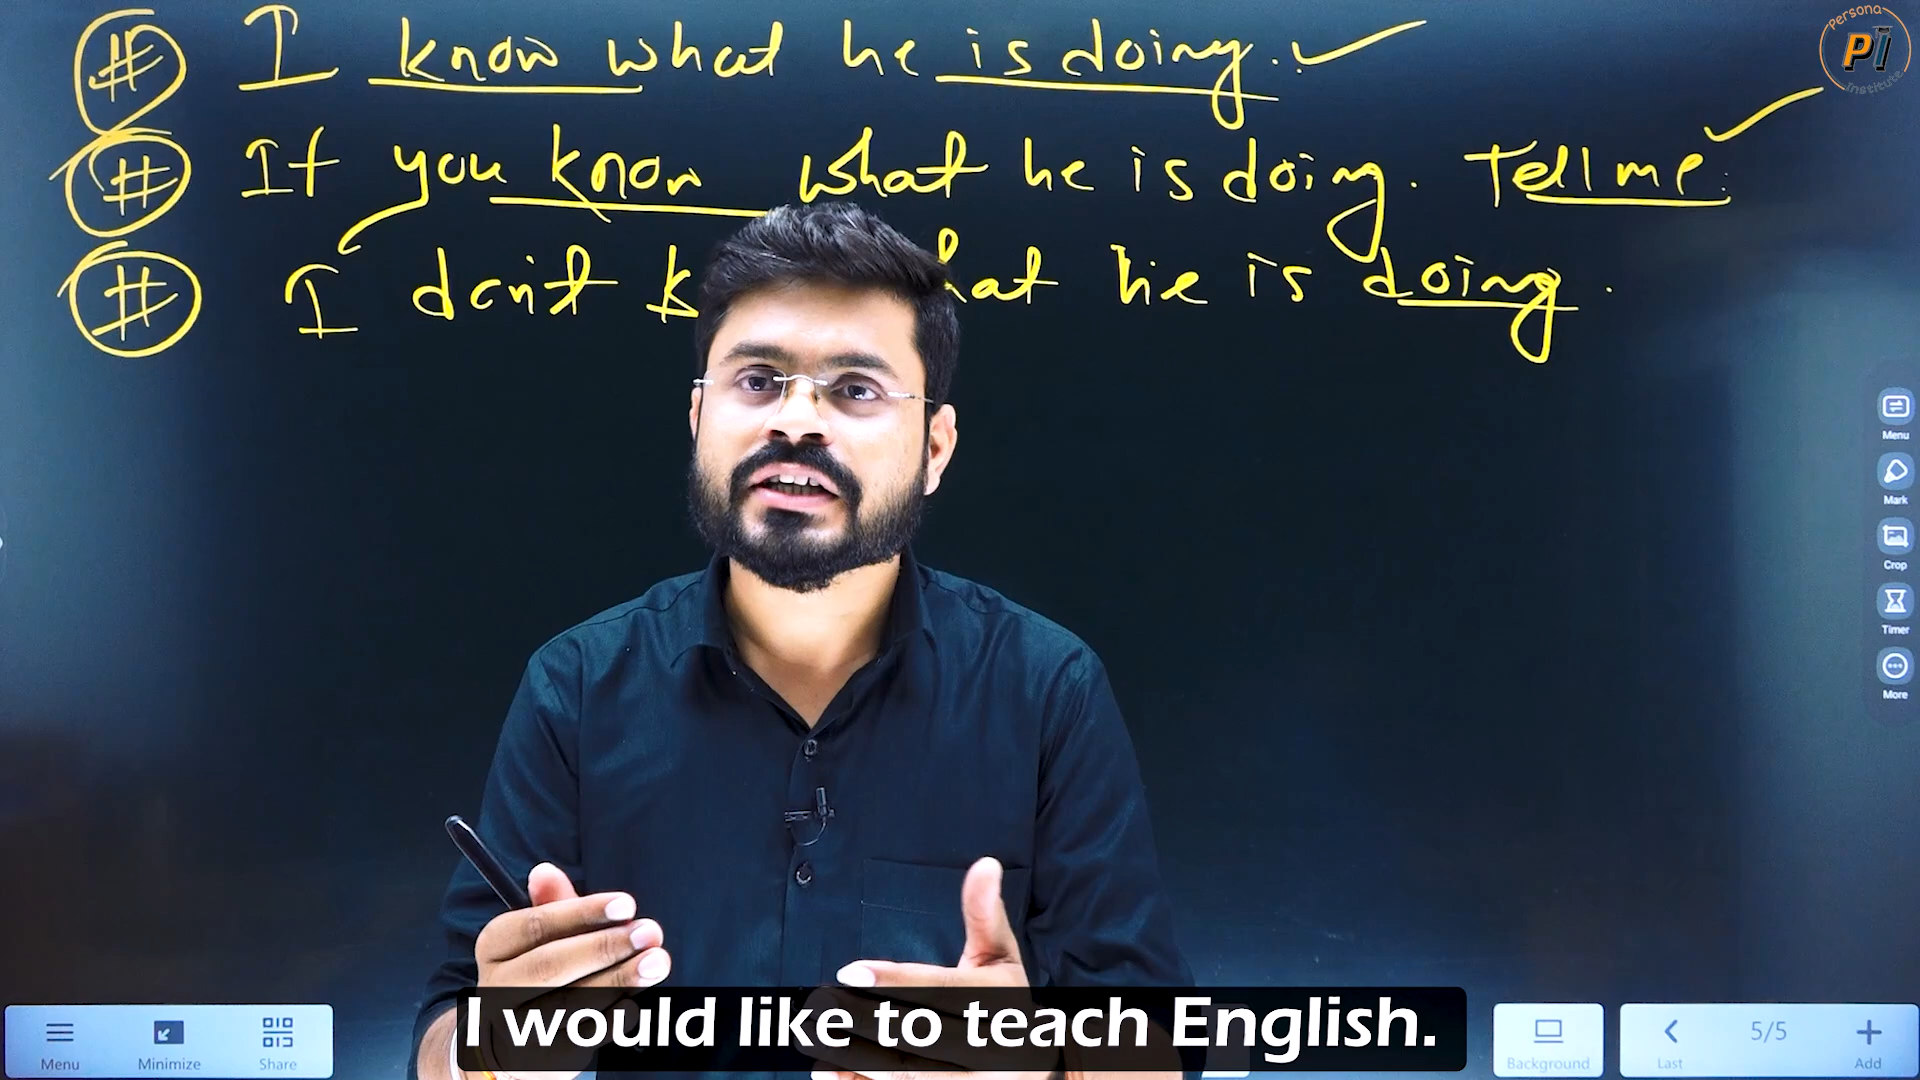 # I know what he is doing.
Persona
PI
Institute
# If you know what he is doing. Tell me.
# I don't hat he is doing.
Menu
Mark
Crop
Timer
More
I would like to teach English.
Menu
Minimize
Share
Background
Last
5/5
Add